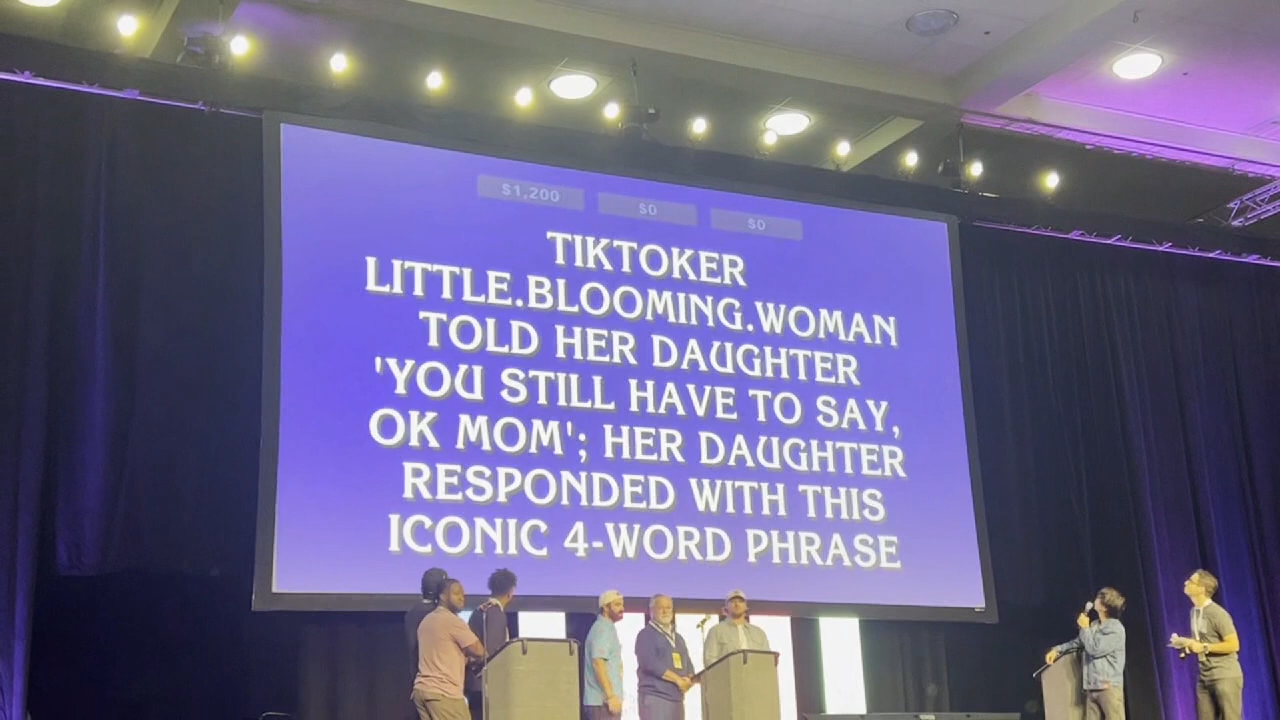 $1,200 $0 $0
TIKTOKER
LITTLE.BLOOMING.WOMAN
TOLD HER DAUGHTER
'YOU STILL HAVE TO SAY,
OK MOM'; HER DAUGHTER
RESPONDED WITH THIS
ICONIC 4-WORD PHRASE